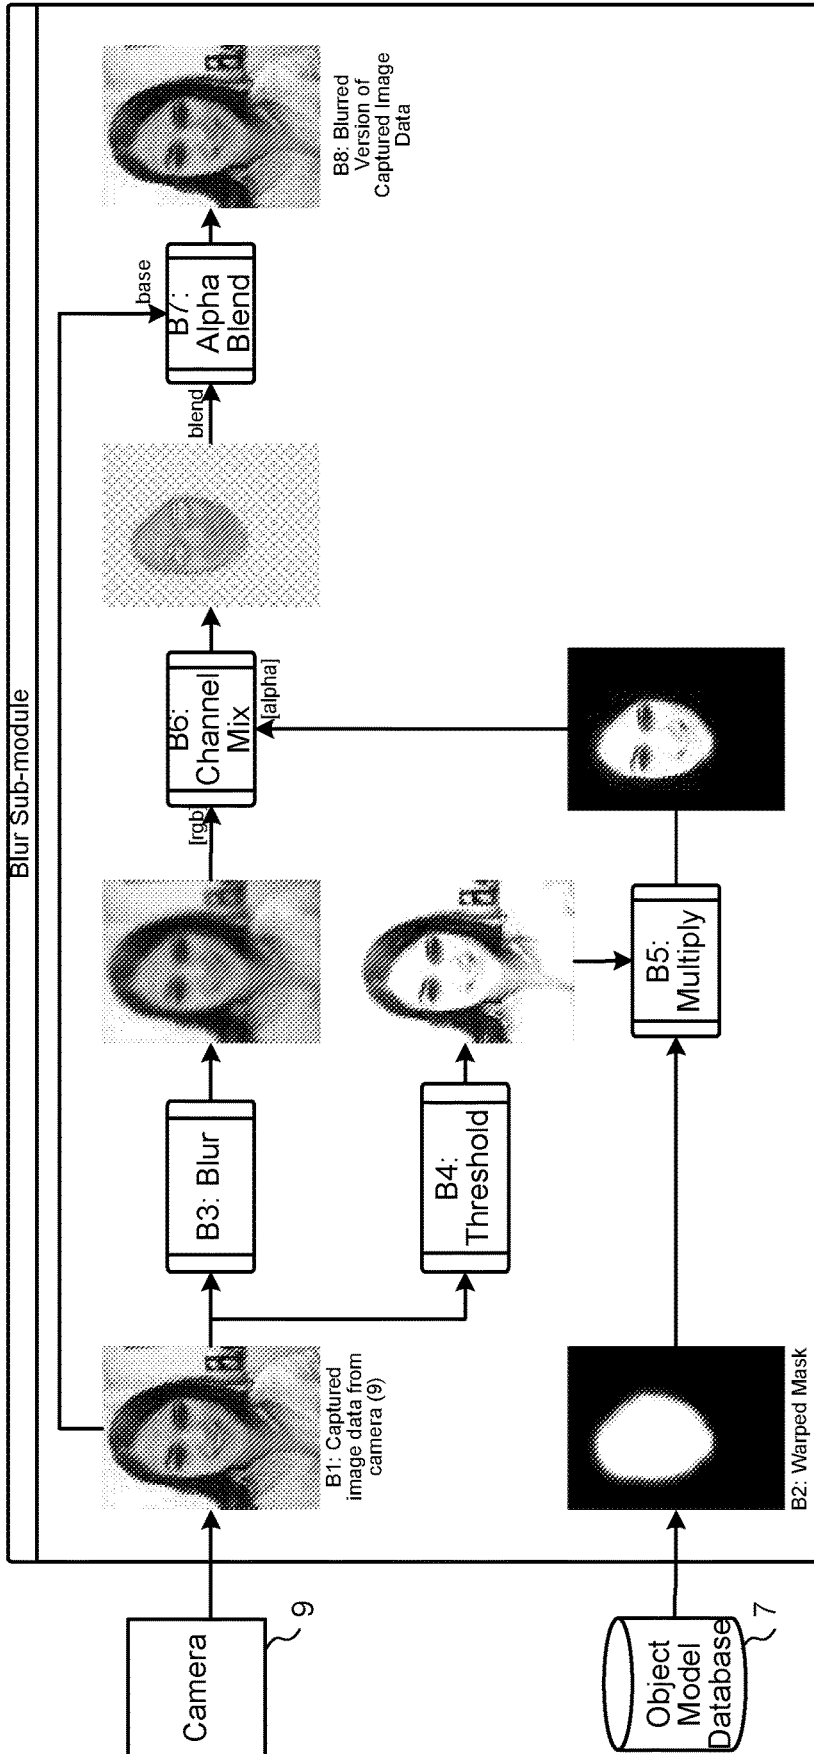 Blur Sub-module
Camera
9
B1: Captured
image data from
camera (9)
B3: Blur
[rgb]
B6:
Channel
Mix
[alpha]
blend
base
B7:
Alpha
Blend
B8: Blurred
Version of
Captured Image
Data
B4:
Threshold
B5:
Multiply
Object
Model
Database
7
B2: Warped Mask